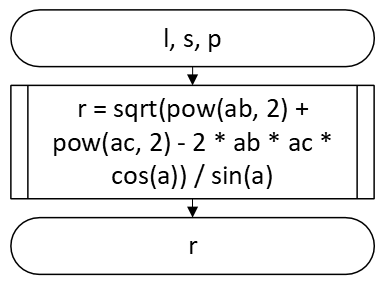 l, s, p
r = sqrt(pow(ab, 2) +
pow(ac, 2) - 2 * ab * ac *
cos(a)) / sin(a)
r